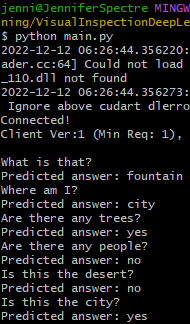 jenni@JenniferSpectre MINGW
ning/VisualInspectionDeepLe
$ python main.py
2022-12-12 06:26:44.356220:
ader.cc:64] Could not load
_110.dll not found
2022-12-12 06:26:44.356273:
Ignore above cudart dlerro
Connected!
Client Ver:1 (Min Req: 1),
What is that?
Predicted answer: fountain
Where am I?
Predicted answer: city
Are there any trees?
Predicted answer: yes
Are there any people?
Predicted answer: no
Is this the desert?
Predicted answer: no
Is this the city?
Predicted answer: yes